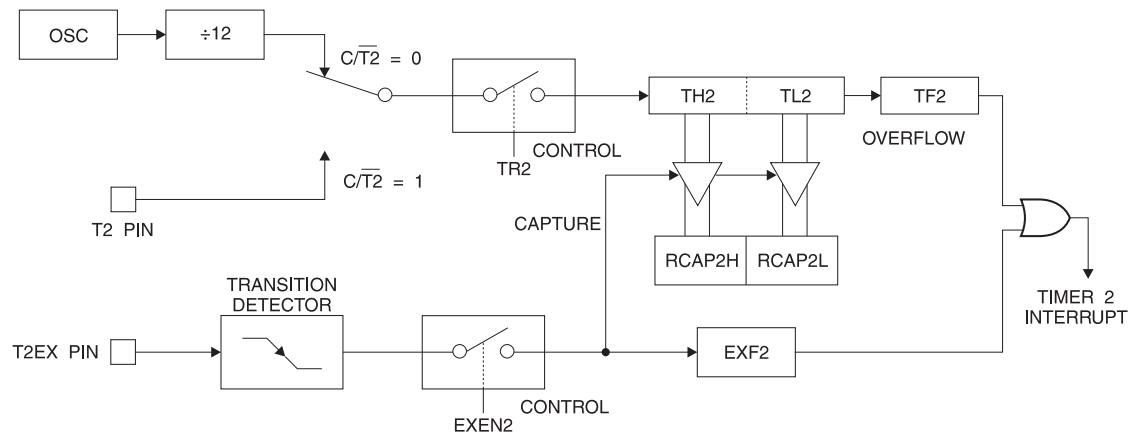 OSC
÷12
C/T2̅ = 0
TH2
TL2
TF2
OVERFLOW
CONTROL
TR2
C/T2̅ = 1
T2 PIN
CAPTURE
RCAP2H
RCAP2L
TRANSITION
DETECTOR
TIMER 2
INTERRUPT
T2EX PIN
EXF2
CONTROL
EXEN2